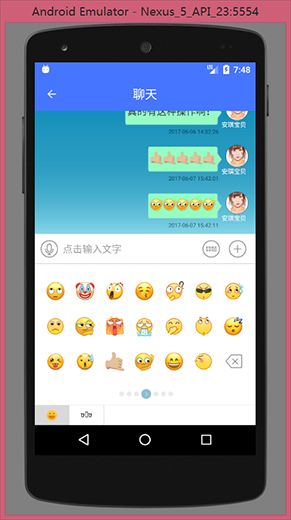 Android Emulator - Nexus_5_API_23:5554
7:48
聊天
真的有这种操作啊!
安琪宝贝
2017-06-06 14:32:26
安琪宝贝
2017-06-07 15:42:01
安琪宝贝
2017-06-07 15:42:11
点击输入文字